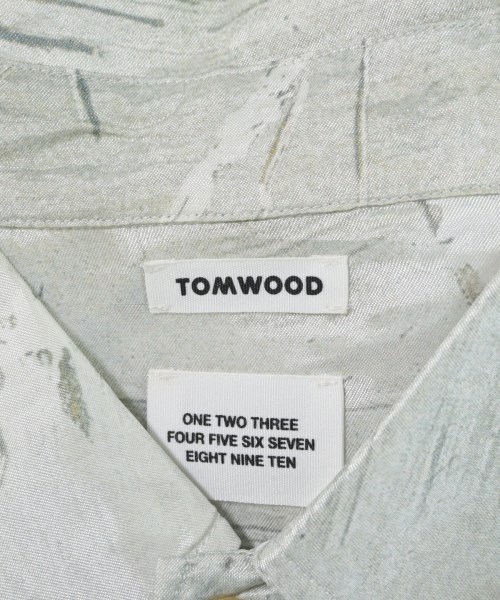 TOMWOOD
ONE TWO THREE
FOUR FIVE SIX SEVEN
EIGHT NINE TEN